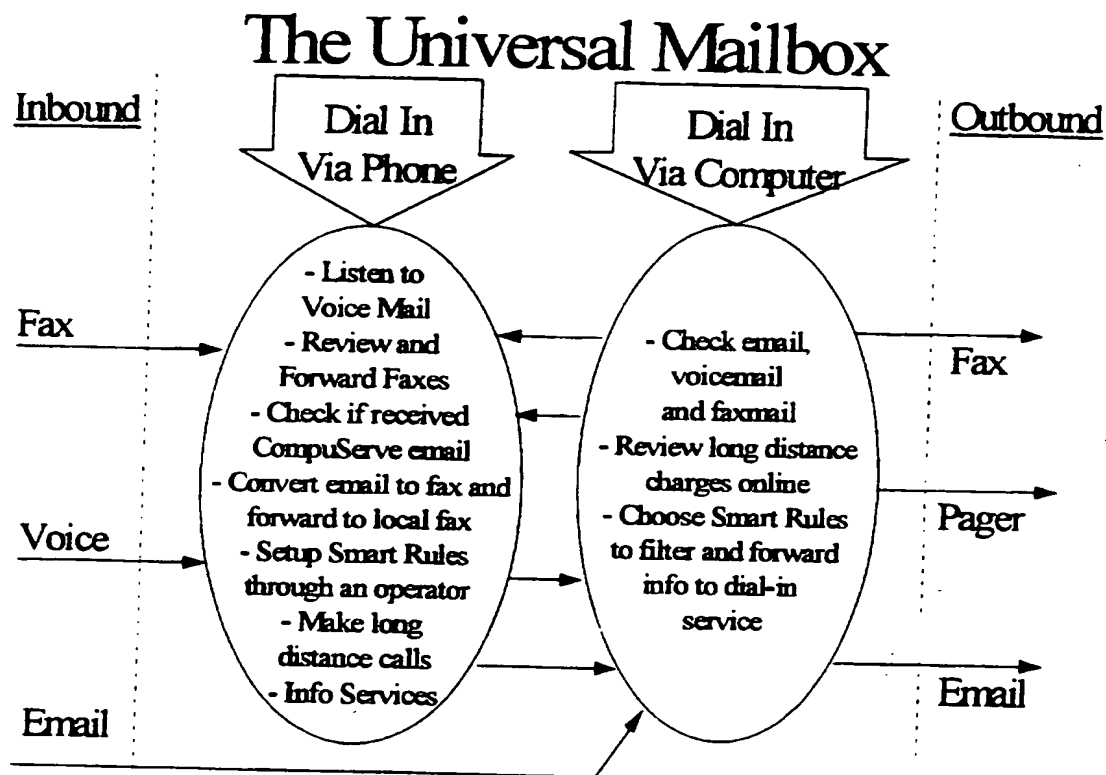 The Universal Mailbox
Inbound
Dial In
Via Phone
Dial In
Via Computer
Outbound
Fax
Voice
Email
- Listen to
Voice Mail
- Review and
Forward Faxes
- Check if received
CompuServe email
- Convert email to fax and
forward to local fax
- Setup Smart Rules
through an operator
- Make long
distance calls
- Info Services
- Check email,
voicemail
and faxmail
- Review long distance
charges online
- Choose Smart Rules
to filter and forward
info to dial-in
service
Fax
Pager
Email